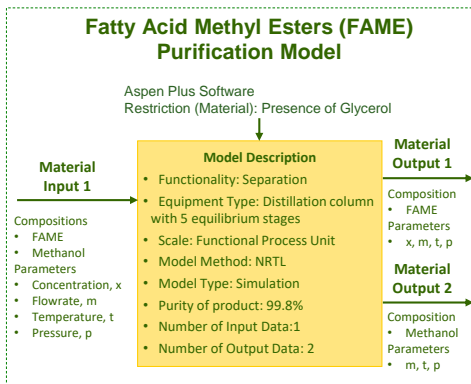 Fatty Acid Methyl Esters (FAME)
Purification Model
Aspen Plus Software
Restriction (Material): Presence of Glycerol
Material
Input 1
Compositions
• FAME
• Methanol
Parameters
• Concentration, x
• Flowrate, m
• Temperature, t
• Pressure, p
Model Description
• Functionality: Separation
• Equipment Type: Distillation column
with 5 equilibrium stages
• Scale: Functional Process Unit
• Model Method: NRTL
• Model Type: Simulation
• Purity of product: 99.8%
• Number of Input Data:1
• Number of Output Data: 2
Material
Output 1
Composition
• FAME
Parameters
• x, m, t, p
Material
Output 2
Composition
• Methanol
Parameters
• m, t, p